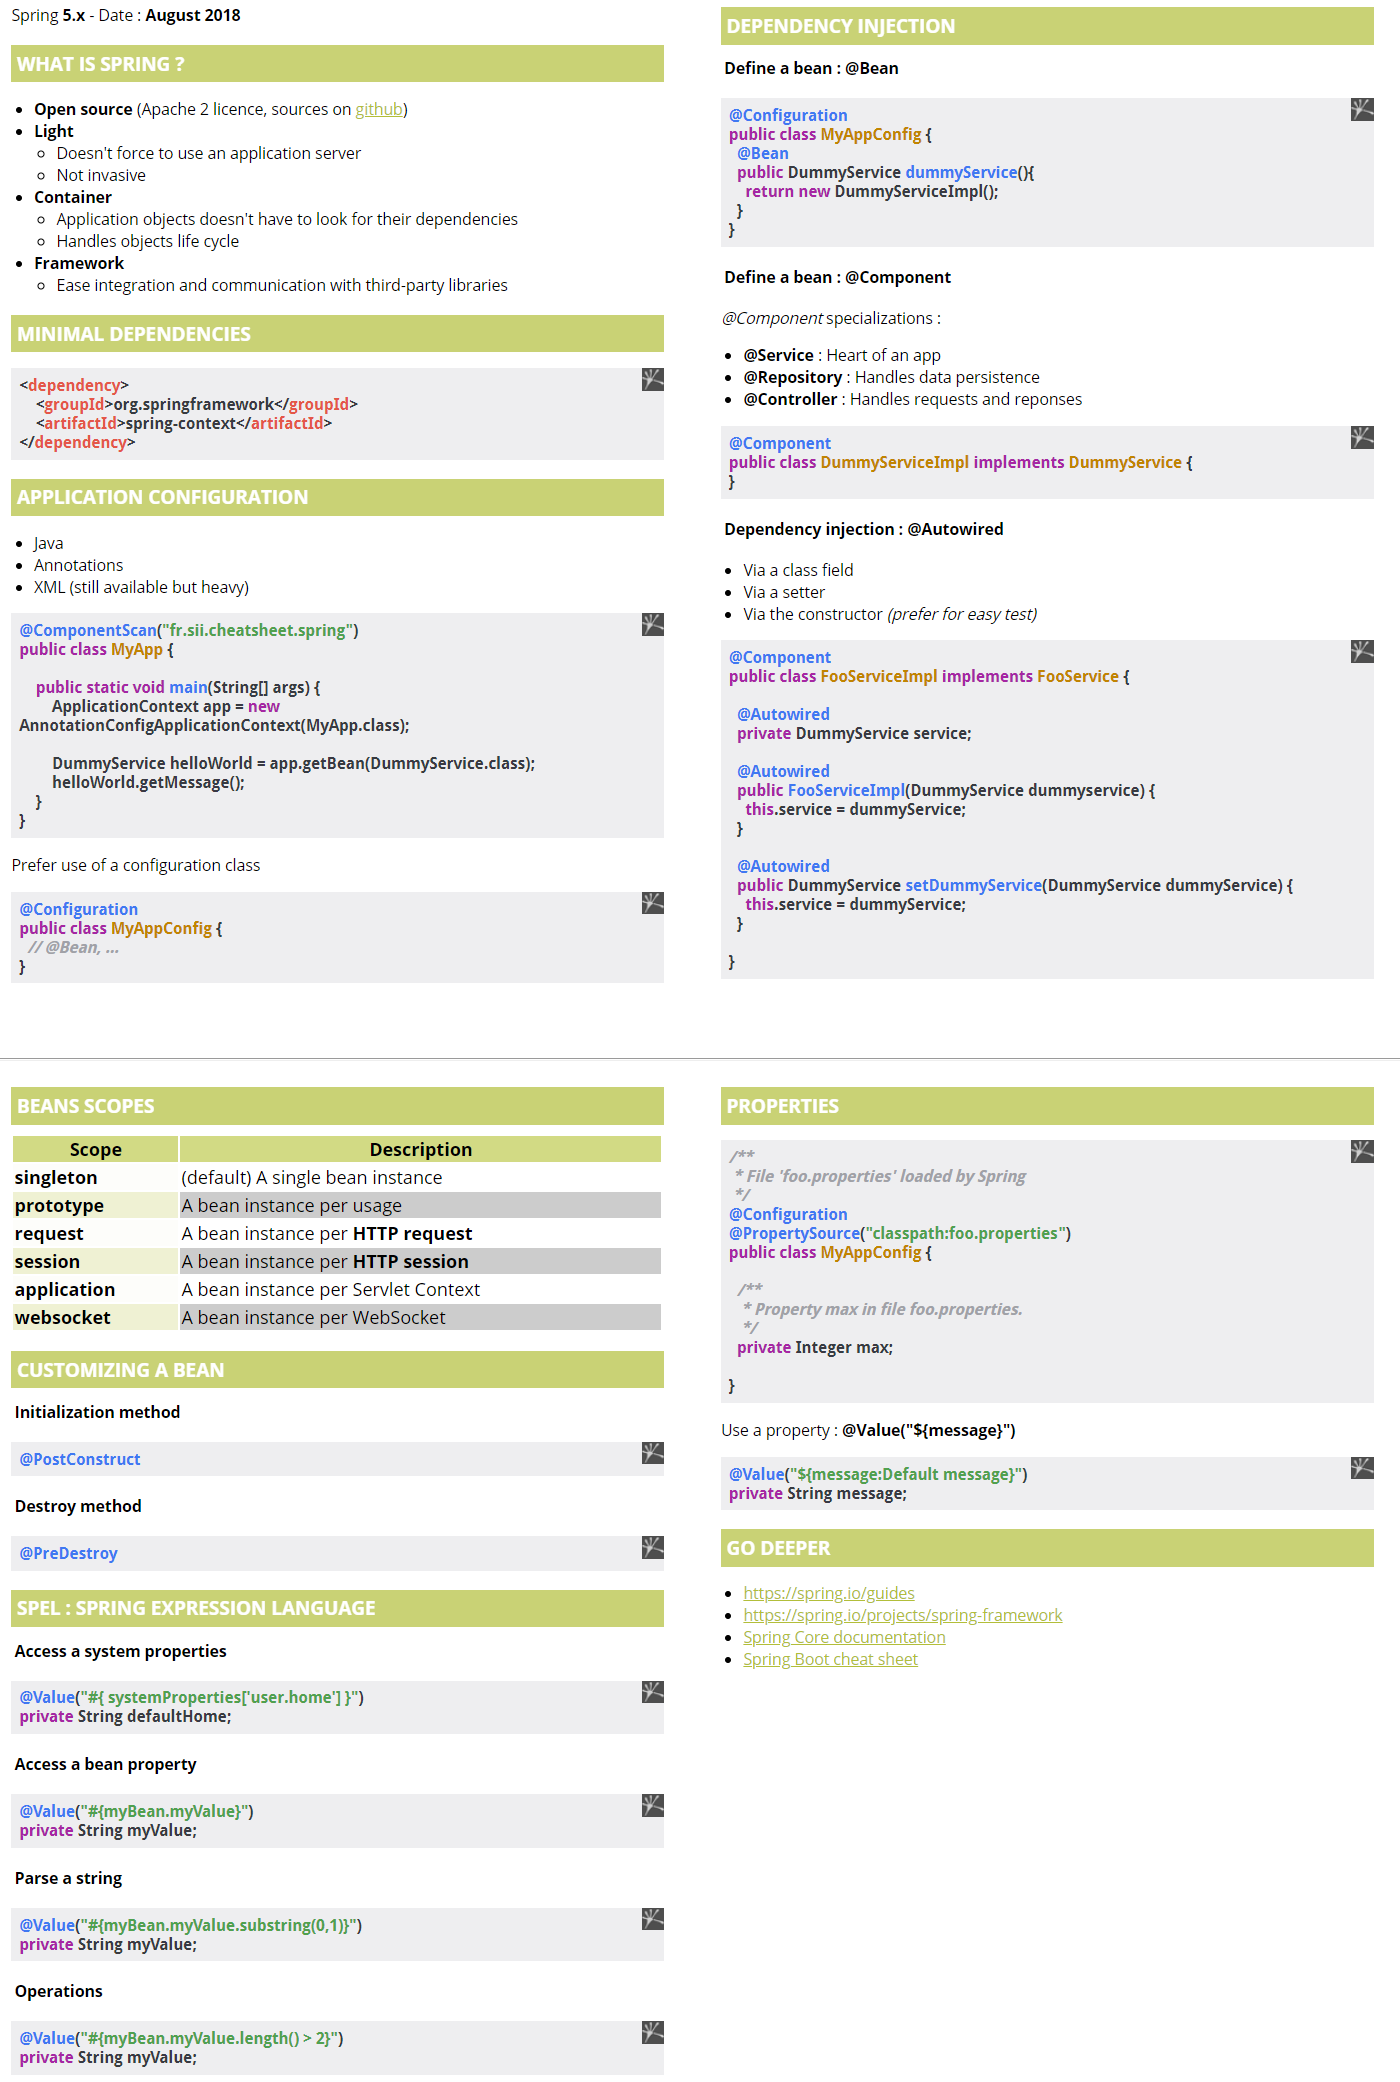 Spring 5.x - Date : August 2018
WHAT IS SPRING ?
Open source (Apache 2 licence, sources on github)
Light
Doesn't force to use an application server
Not invasive
Container
Application objects doesn't have to look for their dependencies
Handles objects life cycle
Framework
Ease integration and communication with third-party libraries
MINIMAL DEPENDENCIES
<dependency>
    <groupId>org.springframework</groupId>
    <artifactId>spring-context</artifactId>
</dependency>
APPLICATION CONFIGURATION
Java
Annotations
XML (still available but heavy)
@ComponentScan("fr.sii.cheatsheet.spring")
public class MyApp {
    public static void main(String[] args) {
        ApplicationContext app = new
AnnotationConfigApplicationContext(MyApp.class);
        DummyService helloWorld = app.getBean(DummyService.class);
        helloWorld.getMessage();
    }
}
Prefer use of a configuration class
@Configuration
public class MyAppConfig {
  // @Bean, ...
}
DEPENDENCY INJECTION
Define a bean : @Bean
@Configuration
public class MyAppConfig {
  @Bean
  public DummyService dummyService(){
    return new DummyServiceImpl();
  }
}
Define a bean : @Component
@Component specializations :
@Service : Heart of an app
@Repository : Handles data persistence
@Controller : Handles requests and reponses
@Component
public class DummyServiceImpl implements DummyService {
}
Dependency injection : @Autowired
Via a class field
Via a setter
Via the constructor (prefer for easy test)
@Component
public class FooServiceImpl implements FooService {
  @Autowired
  private DummyService service;
  @Autowired
  public FooServiceImpl(DummyService dummyservice) {
    this.service = dummyService;
  }
  @Autowired
  public DummyService setDummyService(DummyService dummyService) {
    this.service = dummyService;
  }
}
BEANS SCOPES
Scope Description
singleton (default) A single bean instance
prototype A bean instance per usage
request A bean instance per HTTP request
session A bean instance per HTTP session
application A bean instance per Servlet Context
websocket A bean instance per WebSocket
CUSTOMIZING A BEAN
Initialization method
@PostConstruct
Destroy method
@PreDestroy
SPEL : SPRING EXPRESSION LANGUAGE
Access a system properties
@Value("#{ systemProperties['user.home'] }")
private String defaultHome;
Access a bean property
@Value("#{myBean.myValue}")
private String myValue;
Parse a string
@Value("#{myBean.myValue.substring(0,1)}")
private String myValue;
Operations
@Value("#{myBean.myValue.length() > 2}")
private String myValue;
PROPERTIES
/**
 * File 'foo.properties' loaded by Spring
 */
@Configuration
@PropertySource("classpath:foo.properties")
public class MyAppConfig {
  /**
   * Property max in file foo.properties.
   */
  private Integer max;
}
Use a property : @Value("${message}")
@Value("${message:Default message}")
private String message;
GO DEEPER
https://spring.io/guides
https://spring.io/projects/spring-framework
Spring Core documentation
Spring Boot cheat sheet